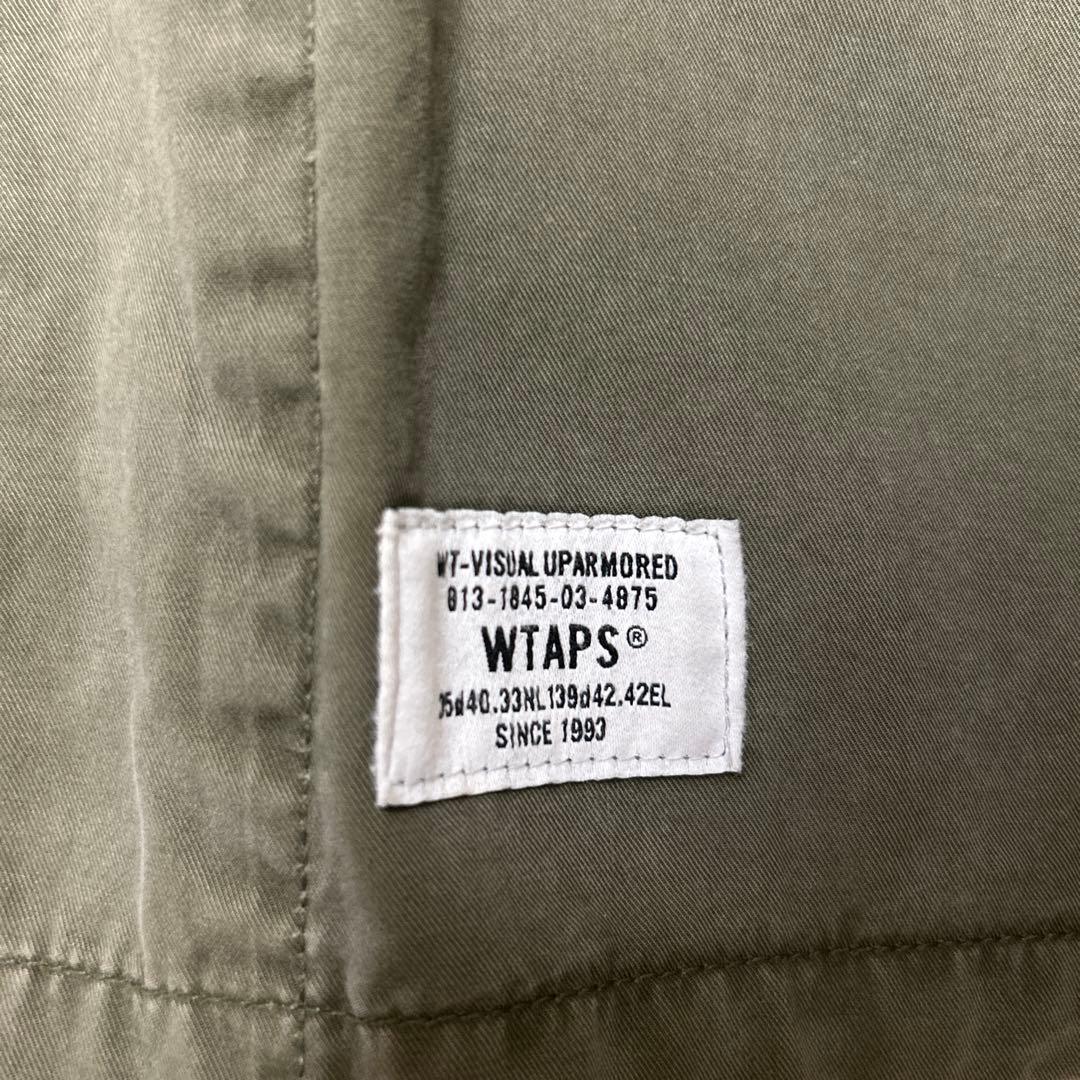 WT-VISUAL UPARMORED
813-1845-03-4875
WTAPS®
35d40.33NL139d42.42EL
SINCE 1993